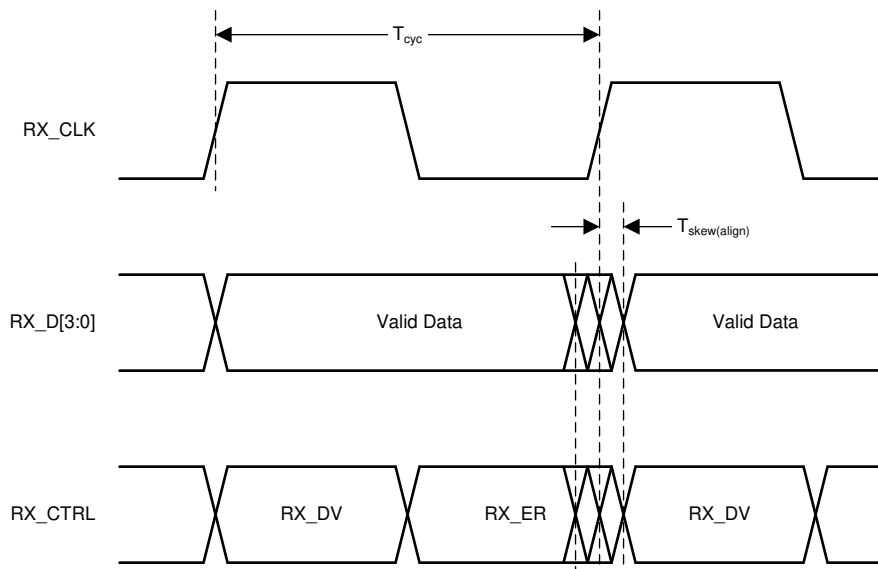 T_cyc
RX_CLK
T_skew(align)
RX_D[3:0]
Valid Data
Valid Data
RX_CTRL
RX_DV
RX_ER
RX_DV